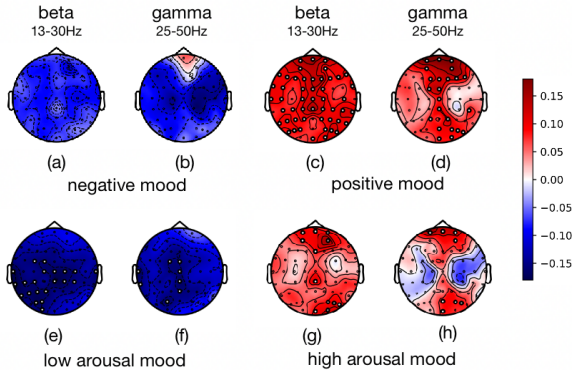 beta gamma beta gamma
13-30Hz 25-50Hz 13-30Hz 25-50Hz
(a) (b) (c) (d)
negative mood positive mood
0.15
0.10
0.05
0.00
−0.05
−0.10
−0.15
(e) (f) (g) (h)
low arousal mood high arousal mood